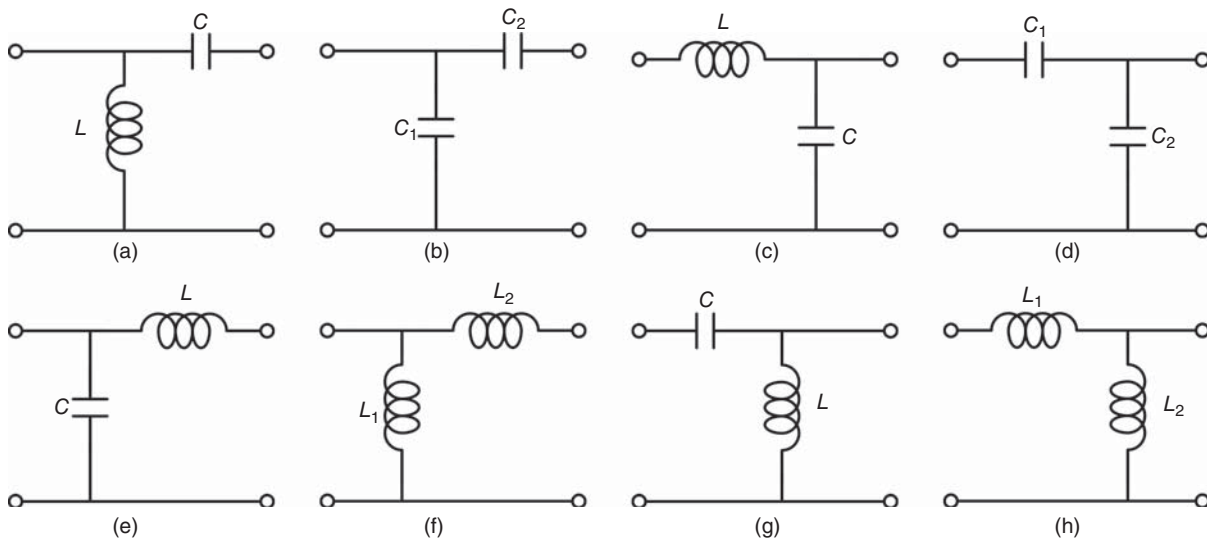 C
L
(a)
C₂
C₁
(b)
L
C
(c)
C₁
C₂
(d)
L
C
(e)
L₂
L₁
(f)
C
L
(g)
L₁
L₂
(h)